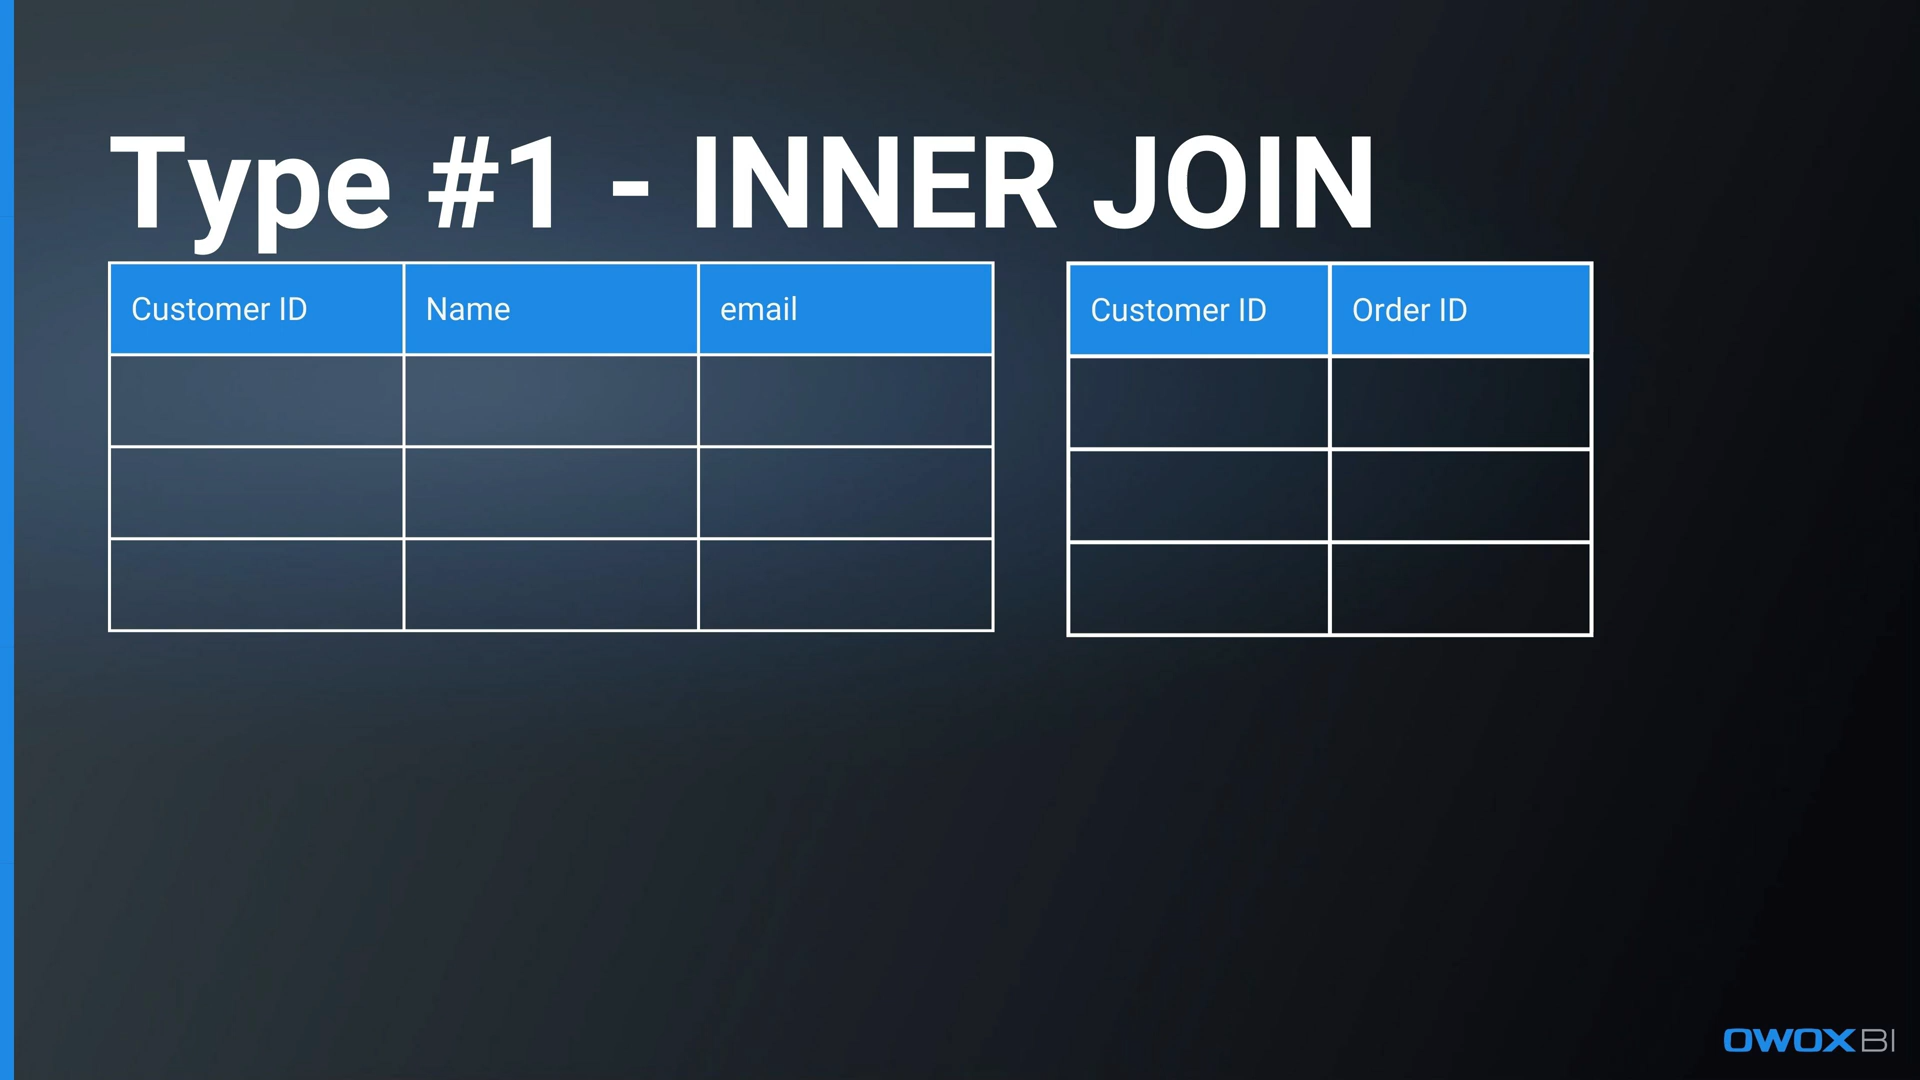 Type #1 - INNER JOIN
Customer ID Name email Customer ID Order ID
OWOX BI